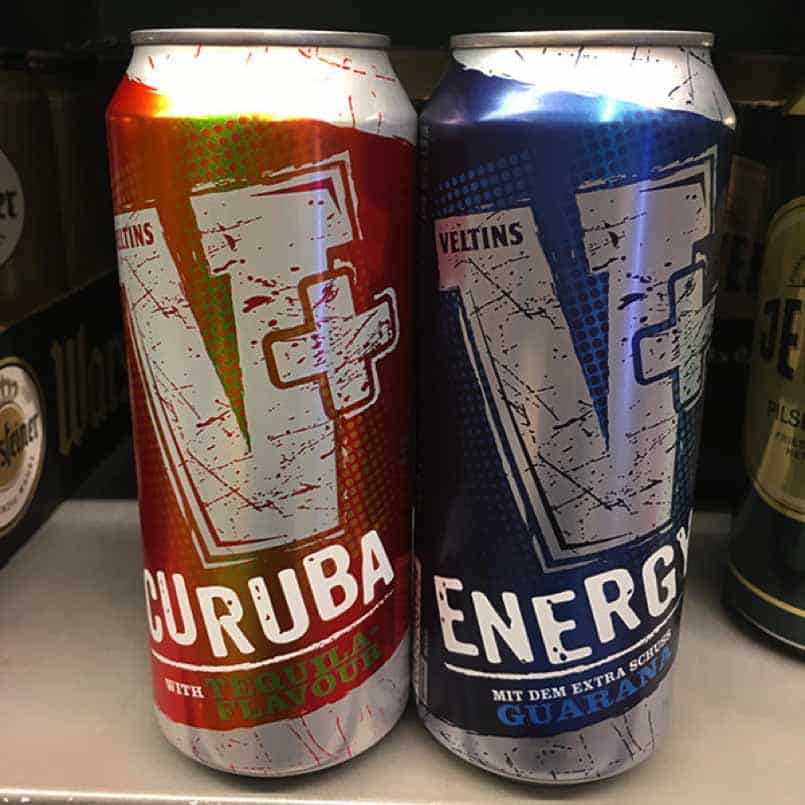 VELTINS
V+
CURUBA
WITH TEQUILA-
FLAVOUR
VELTINS
V+
ENERGY
MIT DEM EXTRA SCHUSS
GUARANA